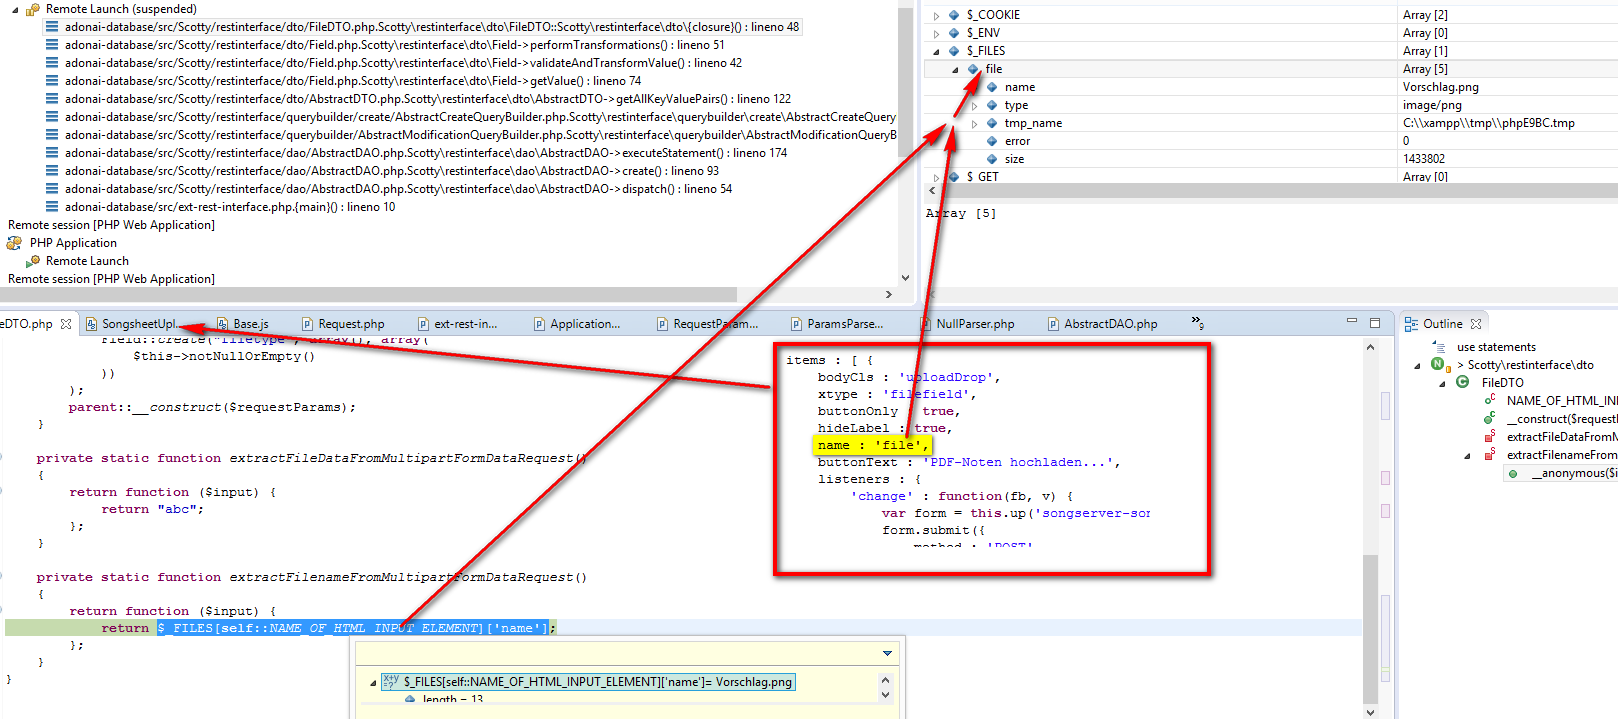 Remote Launch (suspended)
adonai-database/src/Scotty/restinterface/dto/FileDTO.php.Scotty\restinterface\dto\FileDTO::Scotty\restinterface\dto\{closure}() : lineno 48
adonai-database/src/Scotty/restinterface/dto/Field.php.Scotty\restinterface\dto\Field->performTransformations() : lineno 51
adonai-database/src/Scotty/restinterface/dto/Field.php.Scotty\restinterface\dto\Field->validateAndTransformValue() : lineno 42
adonai-database/src/Scotty/restinterface/dto/Field.php.Scotty\restinterface\dto\Field->getValue() : lineno 74
adonai-database/src/Scotty/restinterface/dto/AbstractDTO.php.Scotty\restinterface\dto\AbstractDTO->getAllKeyValuePairs() : lineno 122
adonai-database/src/Scotty/restinterface/querybuilder/create/AbstractCreateQueryBuilder.php.Scotty\restinterface\querybuilder\create\AbstractCreateQuery
adonai-database/src/Scotty/restinterface/querybuilder/AbstractModificationQueryBuilder.php.Scotty\restinterface\querybuilder\AbstractModificationQueryB
adonai-database/src/Scotty/restinterface/dao/AbstractDAO.php.Scotty\restinterface\dao\AbstractDAO->executeStatement() : lineno 174
adonai-database/src/Scotty/restinterface/dao/AbstractDAO.php.Scotty\restinterface\dao\AbstractDAO->create() : lineno 93
adonai-database/src/Scotty/restinterface/dao/AbstractDAO.php.Scotty\restinterface\dao\AbstractDAO->dispatch() : lineno 54
adonai-database/src/ext-rest-interface.php.{main}() : lineno 10
Remote session [PHP Web Application]
PHP Application
Remote Launch
Remote session [PHP Web Application]
$_COOKIE Array [2]
$_ENV Array [0]
$_FILES Array [1]
file Array [5]
name Vorschlag.png
type image/png
tmp_name C:\\xampp\\tmp\\phpE9BC.tmp
error 0
size 1433802
$_GET Array [0]
Array [5]
eDTO.php SongsheetUpl... Base.js Request.php ext-rest-in... Application... RequestParam... ParamsParse... NullParser.php AbstractDAO.php 9
Field::create("filetype", array(), array(
$this->notNullOrEmpty()
))
);
parent::__construct($requestParams);
}
private static function extractFileDataFromMultipartFormDataRequest()
{
return function ($input) {
return "abc";
};
}
private static function extractFilenameFromMultipartFormDataRequest()
{
return function ($input) {
return $_FILES[self::NAME_OF_HTML_INPUT_ELEMENT]['name'];
};
}
}
x+y
=?
$_FILES[self::NAME_OF_HTML_INPUT_ELEMENT]['name']= Vorschlag.png
length = 13
items : [ {
bodyCls : 'uploadDrop',
xtype : 'filefield',
buttonOnly : true,
hideLabel : true,
name : 'file',
buttonText : 'PDF-Noten hochladen...',
listeners : {
'change' : function(fb, v) {
var form = this.up('songserver-son
form.submit({
method : 'POST'
Outline
use statements
> Scotty\restinterface\dto
FileDTO
NAME_OF_HTML_INI
__construct($requestI
extractFileDataFromM
extractFilenameFrom
__anonymous($i